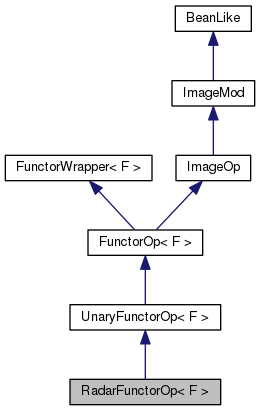 BeanLike
ImageMod
FunctorWrapper< F >
ImageOp
FunctorOp< F >
UnaryFunctorOp< F >
RadarFunctorOp< F >